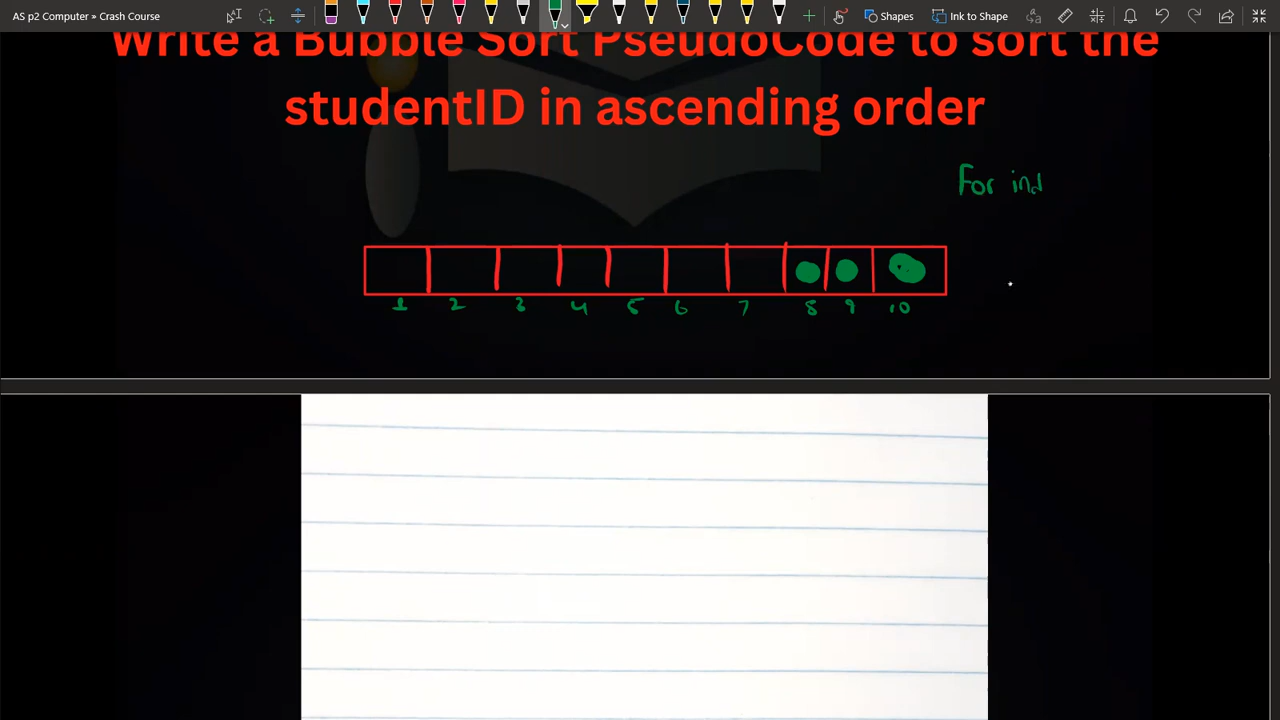 AS p2 Computer » Crash Course
Shapes
Ink to Shape
Write a Bubble Sort PseudoCode to sort the
studentID in ascending order
For ind
1 2 3 4 5 6 7 8 9 10